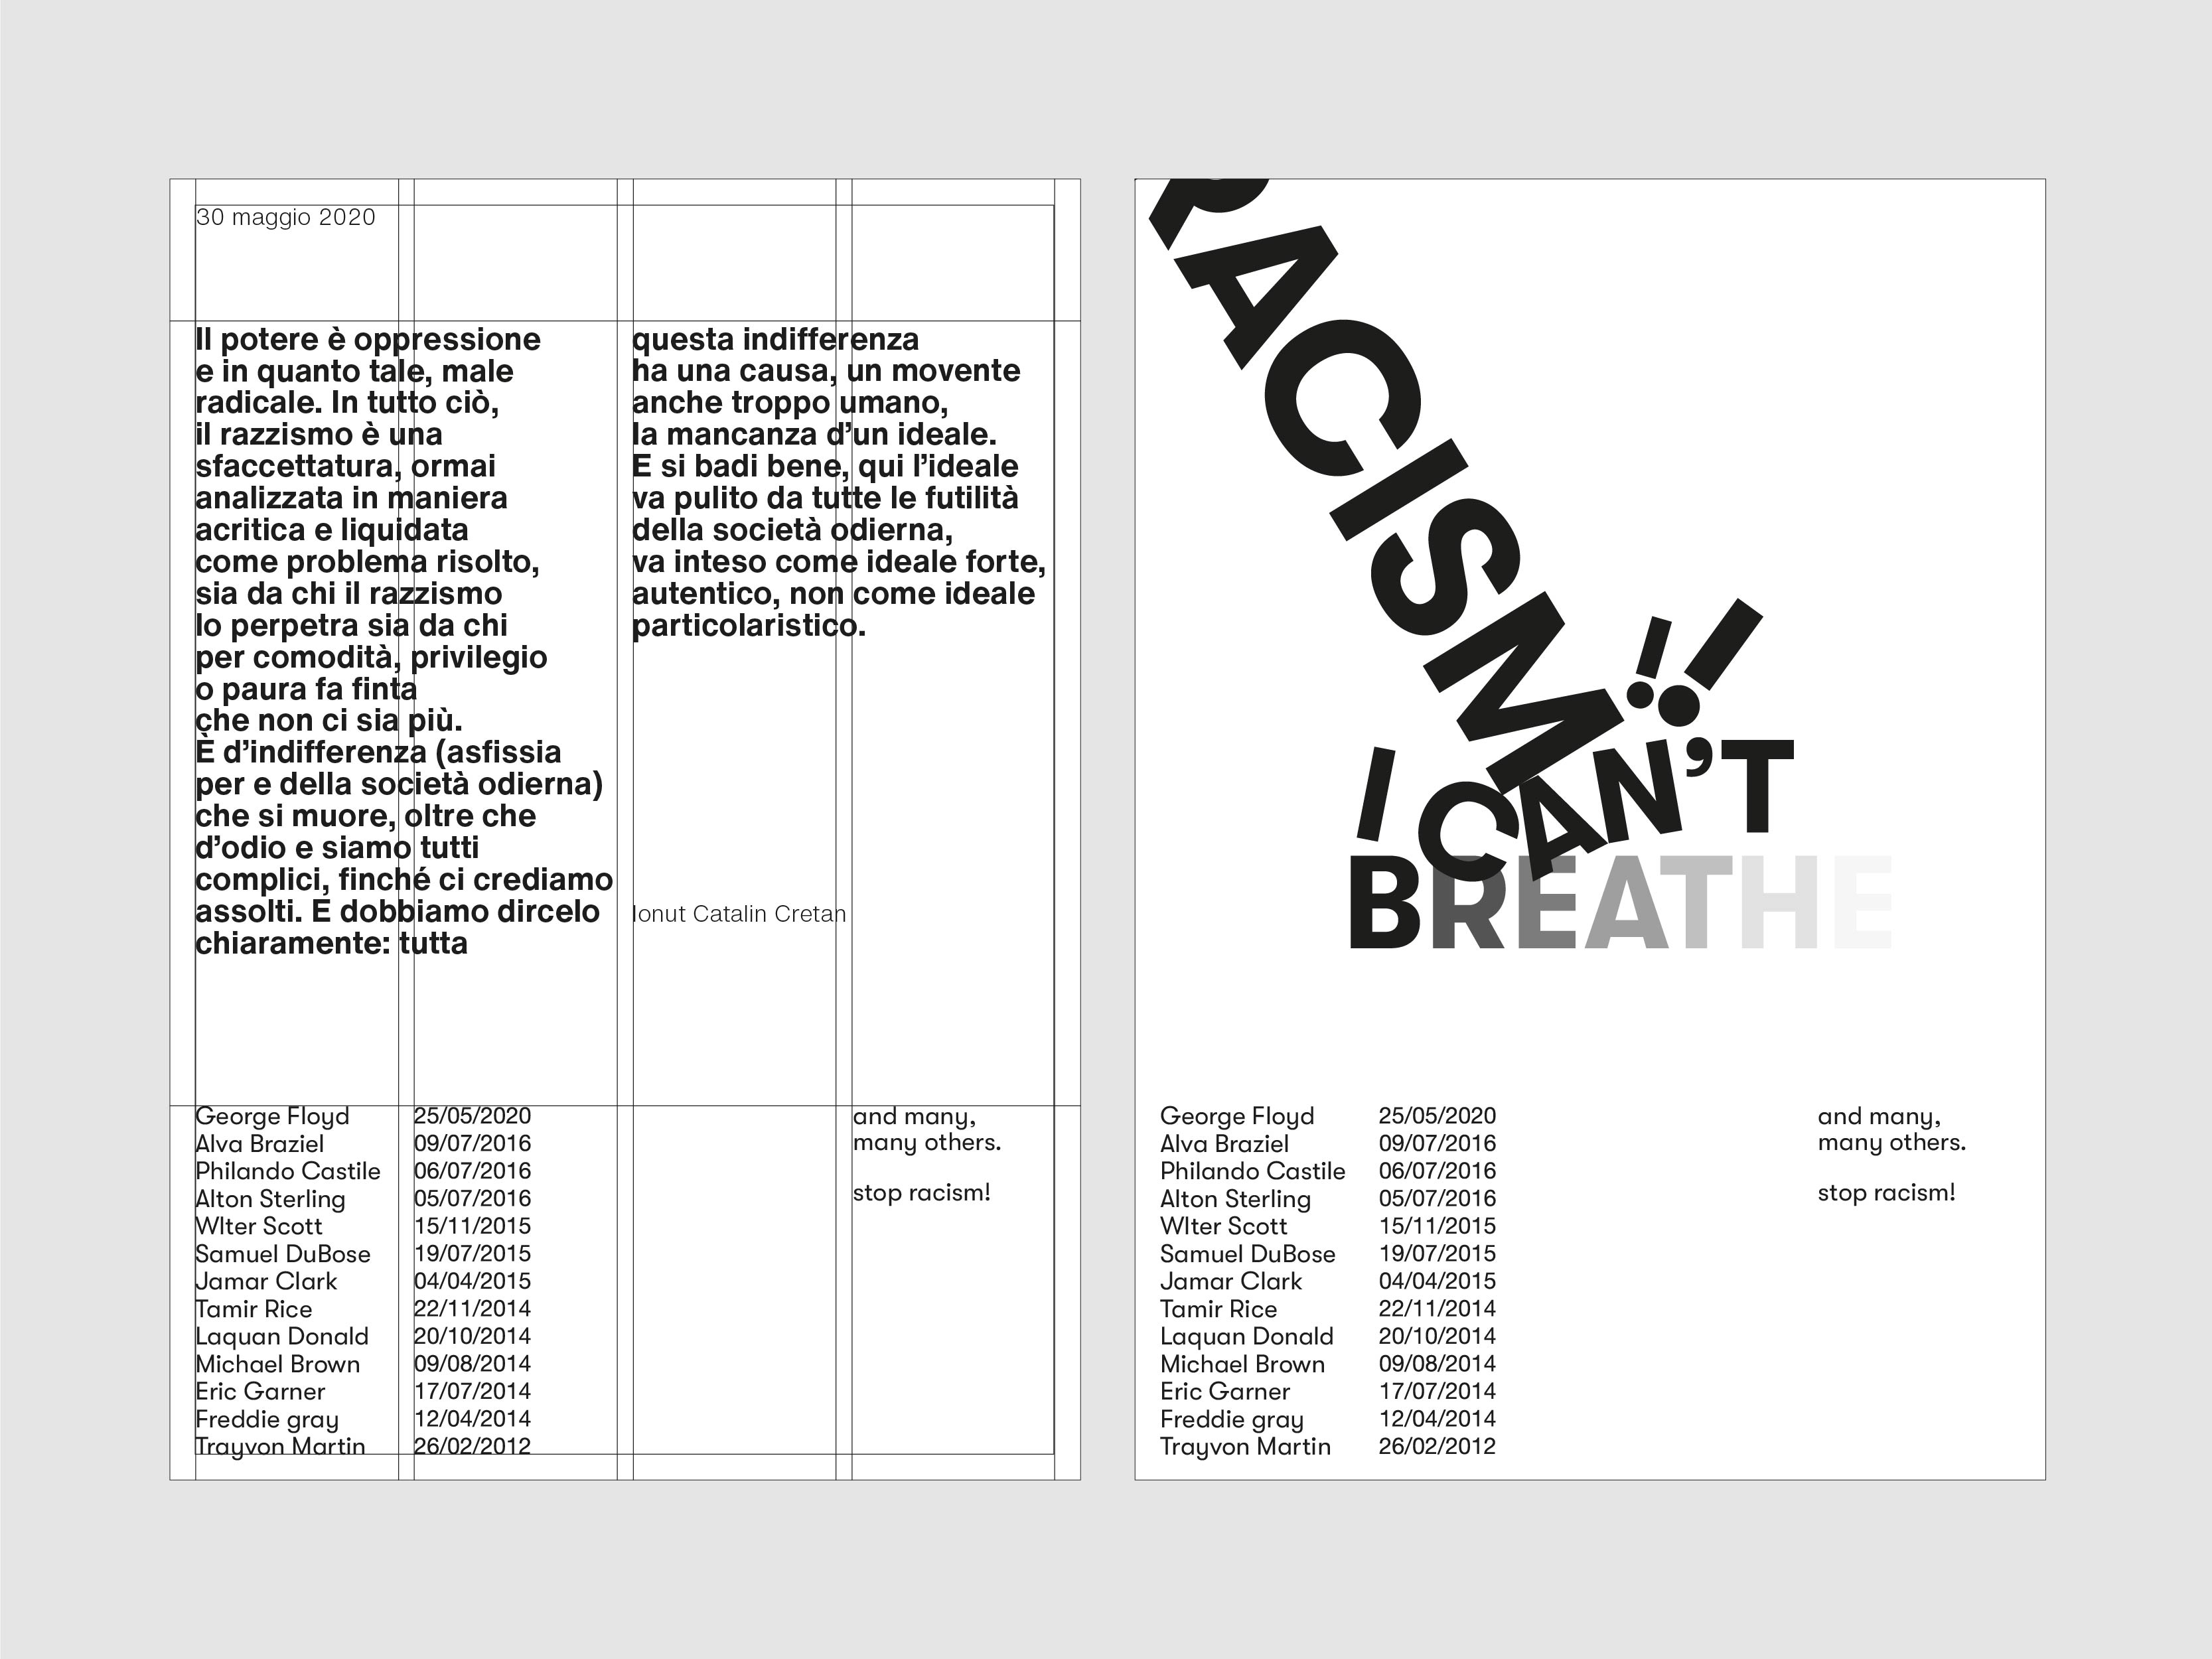 30 maggio 2020
Il potere è oppressione
e in quanto tale, male
radicale. In tutto ciò,
il razzismo è una
sfaccettatura, ormai
analizzata in maniera
acritica e liquidata
come problema risolto,
sia da chi il razzismo
lo perpetra sia da chi
per comodità, privilegio
o paura fa finta
che non ci sia più.
È d’indifferenza (asfissia
per e della società odierna)
che si muore, oltre che
d’odio e siamo tutti
complici, finché ci crediamo
assolti. E dobbiamo dircelo
chiaramente: tutta
questa indifferenza
ha una causa, un movente
anche troppo umano,
la mancanza d’un ideale.
E si badi bene, qui l’ideale
va pulito da tutte le futilità
della società odierna,
va inteso come ideale forte,
autentico, non come ideale
particolaristico.
Ionut Catalin Cretan
George Floyd 25/05/2020
Alva Braziel 09/07/2016
Philando Castile 06/07/2016
Alton Sterling 05/07/2016
Wlter Scott 15/11/2015
Samuel DuBose 19/07/2015
Jamar Clark 04/04/2015
Tamir Rice 22/11/2014
Laquan Donald 20/10/2014
Michael Brown 09/08/2014
Eric Garner 17/07/2014
Freddie gray 12/04/2014
Trayvon Martin 26/02/2012
and many,
many others.
stop racism!
RACISM
!!
I CAN’T
BREATHE
George Floyd 25/05/2020
Alva Braziel 09/07/2016
Philando Castile 06/07/2016
Alton Sterling 05/07/2016
Wlter Scott 15/11/2015
Samuel DuBose 19/07/2015
Jamar Clark 04/04/2015
Tamir Rice 22/11/2014
Laquan Donald 20/10/2014
Michael Brown 09/08/2014
Eric Garner 17/07/2014
Freddie gray 12/04/2014
Trayvon Martin 26/02/2012
and many,
many others.
stop racism!